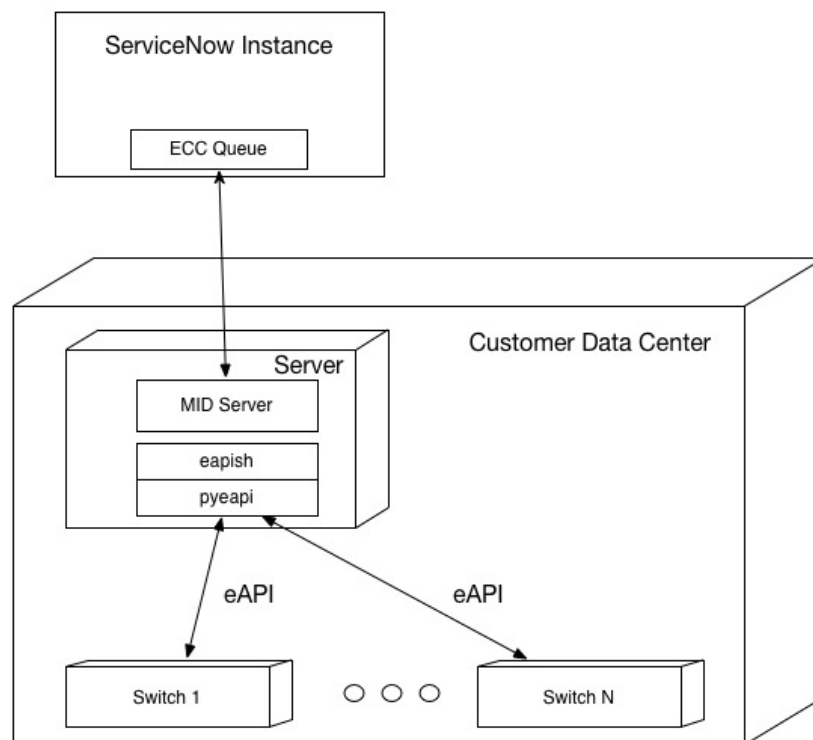 ServiceNow Instance
ECC Queue
Customer Data Center
Server
MID Server
eapish
pyeapi
eAPI
eAPI
Switch 1
Switch N